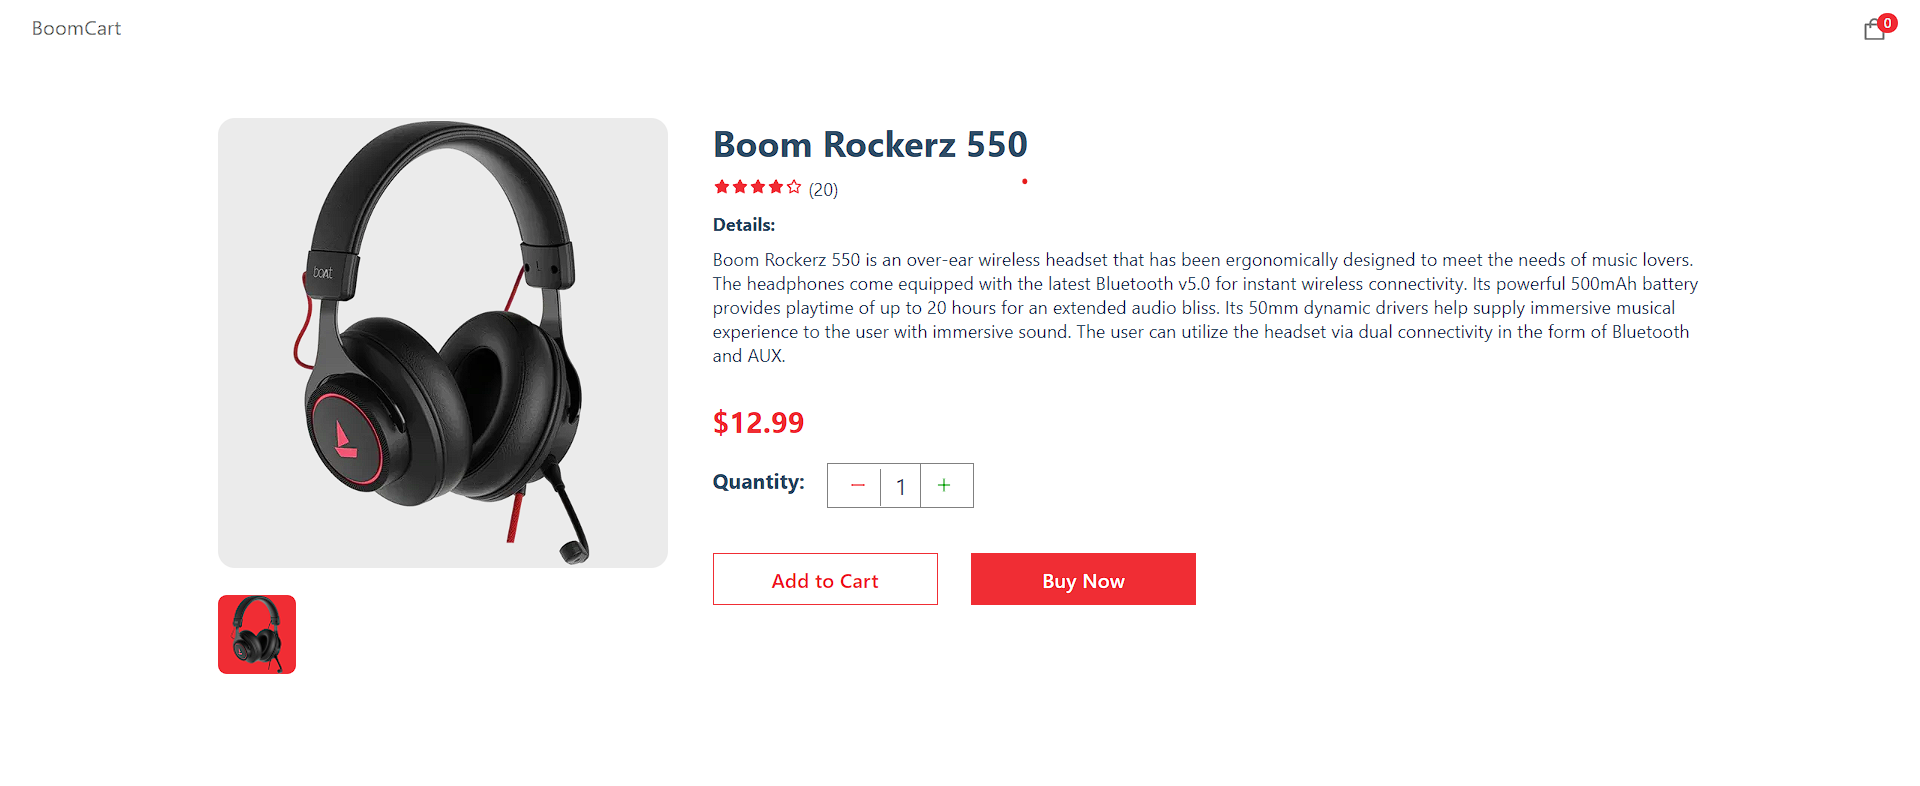 BoomCart
0
boAt
Boom Rockerz 550
(20)
Details:
Boom Rockerz 550 is an over-ear wireless headset that has been ergonomically designed to meet the needs of music lovers.
The headphones come equipped with the latest Bluetooth v5.0 for instant wireless connectivity. Its powerful 500mAh battery
provides playtime of up to 20 hours for an extended audio bliss. Its 50mm dynamic drivers help supply immersive musical
experience to the user with immersive sound. The user can utilize the headset via dual connectivity in the form of Bluetooth
and AUX.
$12.99
Quantity: − 1 +
Add to Cart Buy Now